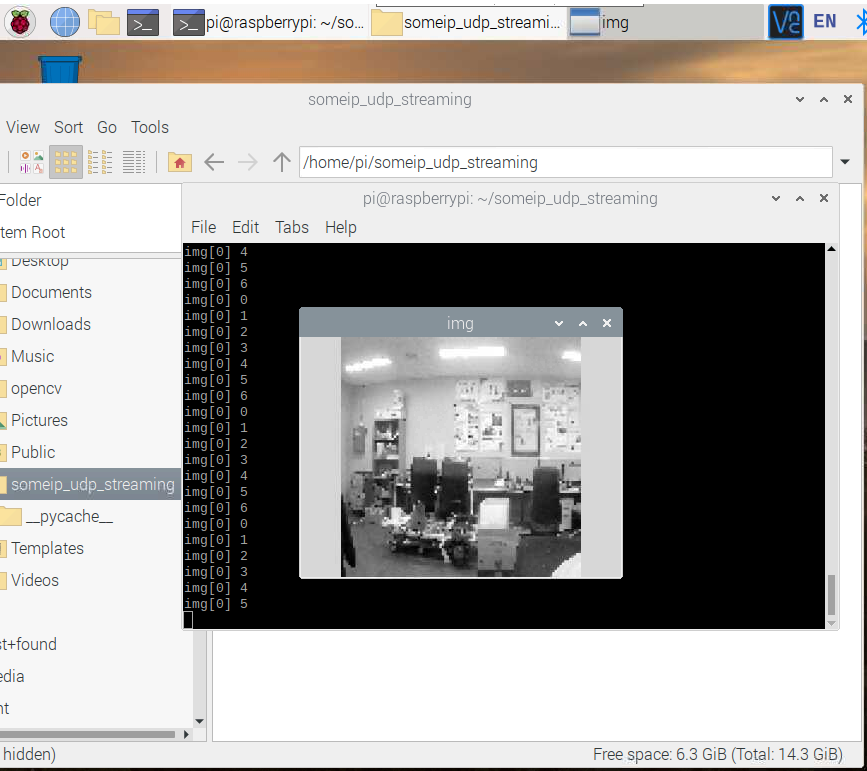 pi@raspberrypi: ~/so... someip_udp_streami... img EN
someip_udp_streaming
View Sort Go Tools
/home/pi/someip_udp_streaming
Folder
tem Root
Desktop
Documents
Downloads
Music
opencv
Pictures
Public
someip_udp_streaming
__pycache__
Templates
Videos
st+found
edia
nt
pi@raspberrypi: ~/someip_udp_streaming
File Edit Tabs Help
img[0] 4
img[0] 5
img[0] 6
img[0] 0
img[0] 1
img[0] 2
img[0] 3
img[0] 4
img[0] 5
img[0] 6
img[0] 0
img[0] 1
img[0] 2
img[0] 3
img[0] 4
img[0] 5
img[0] 6
img[0] 0
img[0] 1
img[0] 2
img[0] 3
img[0] 4
img[0] 5
img
hidden)
Free space: 6.3 GiB (Total: 14.3 GiB)